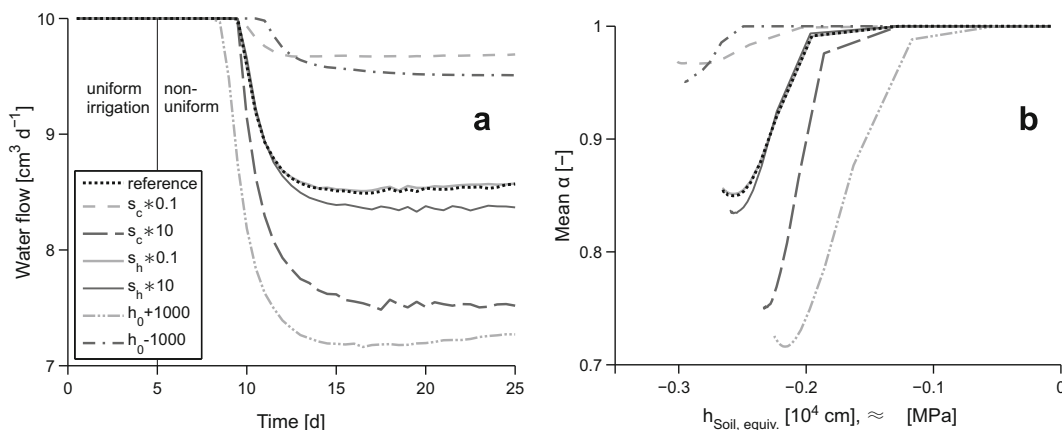 10
9
8
7
Water flow [cm³ d⁻¹]
uniform irrigation
non-uniform
a
reference
s_c*0.1
s_c*10
s_h*0.1
s_h*10
h_0+1000
h_0-1000
0
5
10
15
20
25
Time [d]
1
0.9
0.8
0.7
Mean α [-]
b
−0.3
−0.2
−0.1
0
h_Soil, equiv. [10⁴ cm], ≈ [MPa]